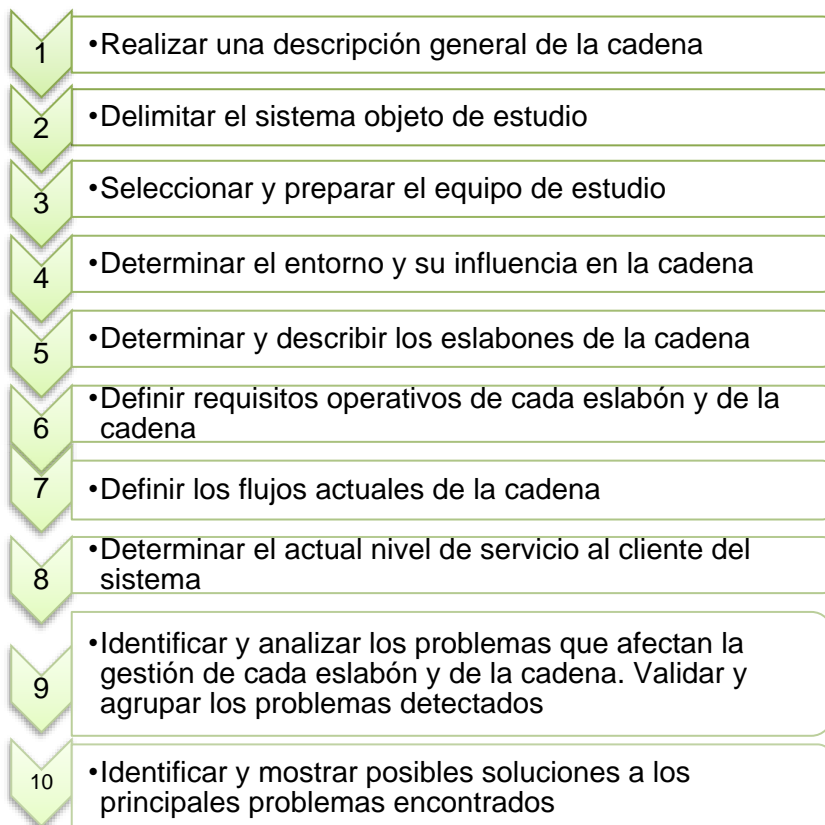 1
•Realizar una descripción general de la cadena
2
•Delimitar el sistema objeto de estudio
3
•Seleccionar y preparar el equipo de estudio
4
•Determinar el entorno y su influencia en la cadena
5
•Determinar y describir los eslabones de la cadena
6
•Definir requisitos operativos de cada eslabón y de la
cadena
7
•Definir los flujos actuales de la cadena
8
•Determinar el actual nivel de servicio al cliente del
sistema
9
•Identificar y analizar los problemas que afectan la
gestión de cada eslabón y de la cadena. Validar y
agrupar los problemas detectados
10
•Identificar y mostrar posibles soluciones a los
principales problemas encontrados